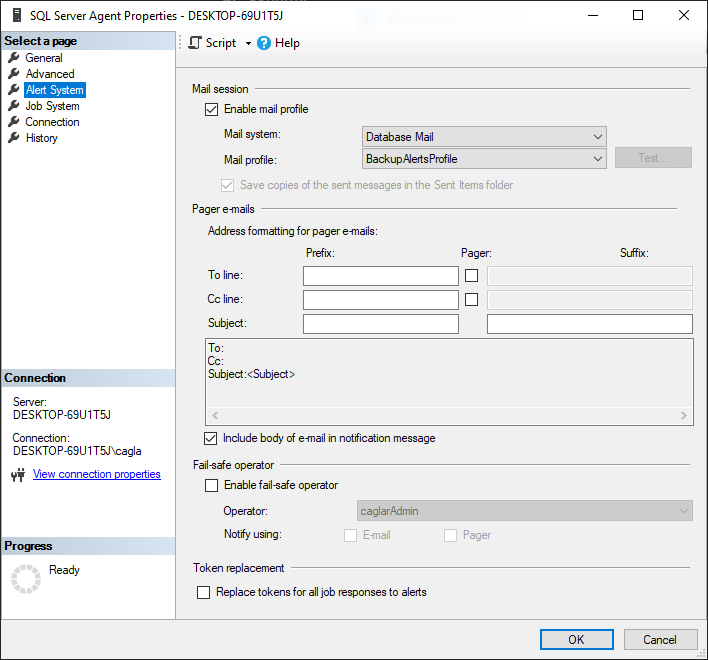 SQL Server Agent Properties - DESKTOP-69U1T5J
Select a page
General
Advanced
Alert System
Job System
Connection
History
Script
Help
Mail session
Enable mail profile
Mail system:
Database Mail
Mail profile:
BackupAlertsProfile
Test...
Save copies of the sent messages in the Sent Items folder
Pager e-mails
Address formatting for pager e-mails:
Prefix: Pager: Suffix:
To line:
Cc line:
Subject:
To:
Cc:
Subject:<Subject>
Include body of e-mail in notification message
Fail-safe operator
Enable fail-safe operator
Operator:
caglarAdmin
Notify using:
E-mail
Pager
Token replacement
Replace tokens for all job responses to alerts
Connection
Server:
DESKTOP-69U1T5J
Connection:
DESKTOP-69U1T5J\cagla
View connection properties
Progress
Ready
OK
Cancel